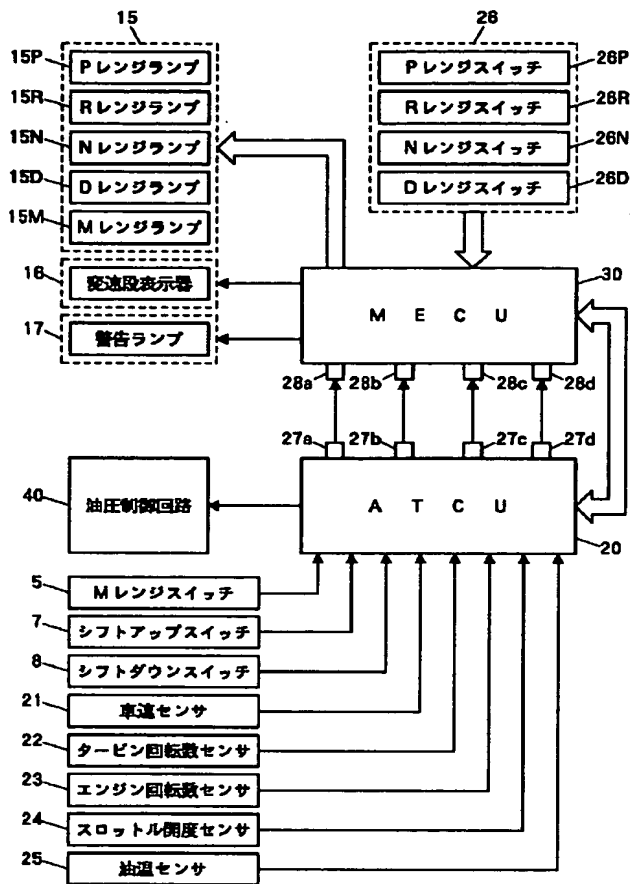 15
15P Pレンジランプ
15R Rレンジランプ
15N Nレンジランプ
15D Dレンジランプ
15M Mレンジランプ
16 変速段表示器
17 警告ランプ
26
Pレンジスイッチ 26P
Rレンジスイッチ 26R
Nレンジスイッチ 26N
Dレンジスイッチ 26D
MECU 30
28a 28b 28c 28d
27a 27b 27c 27d
40 油圧制御回路
ATCU 20
5 Mレンジスイッチ
7 シフトアップスイッチ
8 シフトダウンスイッチ
21 車速センサ
22 タービン回転数センサ
23 エンジン回転数センサ
24 スロットル開度センサ
25 油温センサ